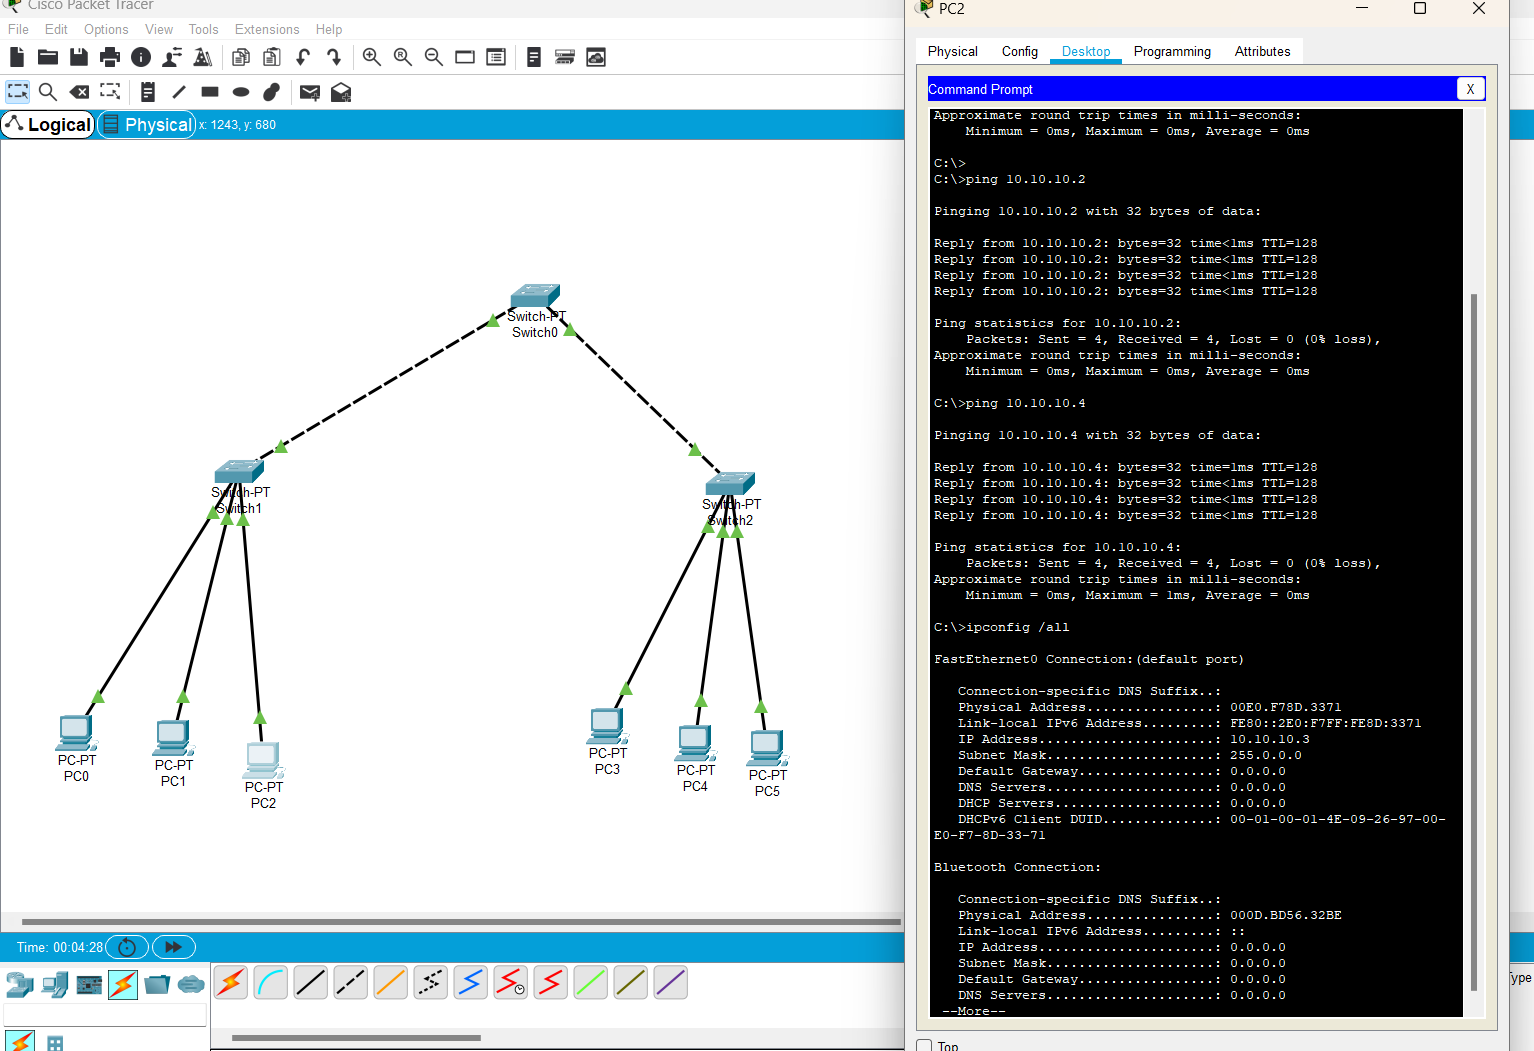 Cisco Packet Tracer
File Edit Options View Tools Extensions Help
Logical Physical x: 1243, y: 680
Switch-PT
Switch0
Switch-PT
Switch1
Switch-PT
Switch2
PC-PT
PC0
PC-PT
PC1
PC-PT
PC2
PC-PT
PC3
PC-PT
PC4
PC-PT
PC5
Time: 00:04:28
PC2
Physical Config Desktop Programming Attributes
Command Prompt
X
Approximate round trip times in milli-seconds:
Minimum = 0ms, Maximum = 0ms, Average = 0ms
C:\>
C:\>ping 10.10.10.2
Pinging 10.10.10.2 with 32 bytes of data:
Reply from 10.10.10.2: bytes=32 time<1ms TTL=128
Reply from 10.10.10.2: bytes=32 time<1ms TTL=128
Reply from 10.10.10.2: bytes=32 time<1ms TTL=128
Reply from 10.10.10.2: bytes=32 time<1ms TTL=128
Ping statistics for 10.10.10.2:
Packets: Sent = 4, Received = 4, Lost = 0 (0% loss),
Approximate round trip times in milli-seconds:
Minimum = 0ms, Maximum = 0ms, Average = 0ms
C:\>ping 10.10.10.4
Pinging 10.10.10.4 with 32 bytes of data:
Reply from 10.10.10.4: bytes=32 time=1ms TTL=128
Reply from 10.10.10.4: bytes=32 time<1ms TTL=128
Reply from 10.10.10.4: bytes=32 time<1ms TTL=128
Reply from 10.10.10.4: bytes=32 time<1ms TTL=128
Ping statistics for 10.10.10.4:
Packets: Sent = 4, Received = 4, Lost = 0 (0% loss),
Approximate round trip times in milli-seconds:
Minimum = 0ms, Maximum = 1ms, Average = 0ms
C:\>ipconfig /all
FastEthernet0 Connection:(default port)
Connection-specific DNS Suffix..:
Physical Address................: 00E0.F78D.3371
Link-local IPv6 Address.........: FE80::2E0:F7FF:FE8D:3371
IP Address......................: 10.10.10.3
Subnet Mask.....................: 255.0.0.0
Default Gateway.................: 0.0.0.0
DNS Servers.....................: 0.0.0.0
DHCP Servers....................: 0.0.0.0
DHCPv6 Client DUID..............: 00-01-00-01-4E-09-26-97-00-
E0-F7-8D-33-71
Bluetooth Connection:
Connection-specific DNS Suffix..:
Physical Address................: 000D.BD56.32BE
Link-local IPv6 Address.........: ::
IP Address......................: 0.0.0.0
Subnet Mask.....................: 0.0.0.0
Default Gateway.................: 0.0.0.0
DNS Servers.....................: 0.0.0.0
--More--
Top
Type